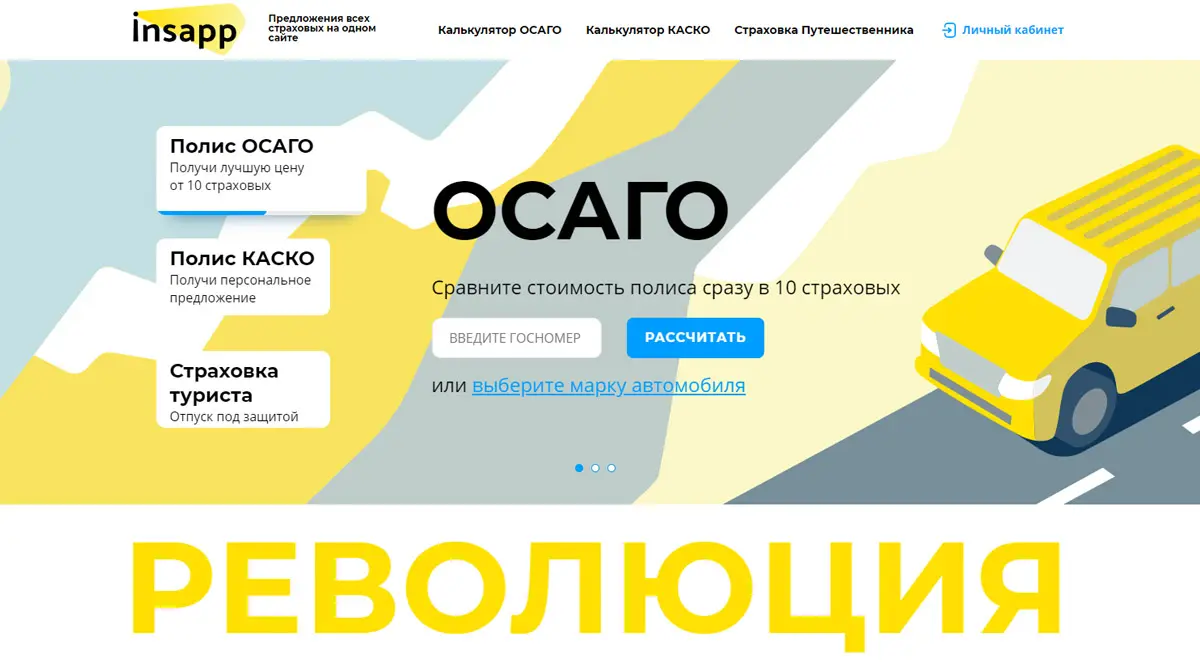 insapp
Предложения всех
страховых на одном
сайте
Калькулятор ОСАГО
Калькулятор КАСКО
Страховка Путешественника
Личный кабинет
Полис ОСАГО
Получи лучшую цену
от 10 страховых
Полис КАСКО
Получи персональное
предложение
Страховка
туриста
Отпуск под защитой
ОСАГО
Сравните стоимость полиса сразу в 10 страховых
ВВЕДИТЕ ГОСНОМЕР
РАССЧИТАТЬ
или выберите марку автомобиля
РЕВОЛЮЦИЯ